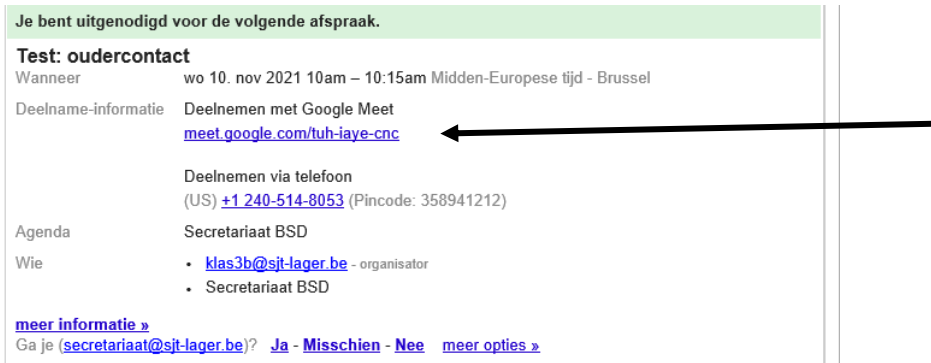 Je bent uitgenodigd voor de volgende afspraak.
Test: oudercontact
Wanneer wo 10. nov 2021 10am – 10:15am Midden-Europese tijd - Brussel
Deelname-informatie Deelnemen met Google Meet
meet.google.com/tuh-iaye-cnc
Deelnemen via telefoon
(US) +1 240-514-8053 (Pincode: 358941212)
Agenda Secretariaat BSD
Wie • klas3b@sjt-lager.be - organisator
• Secretariaat BSD
meer informatie »
Ga je (secretariaat@sjt-lager.be)? Ja - Misschien - Nee meer opties »